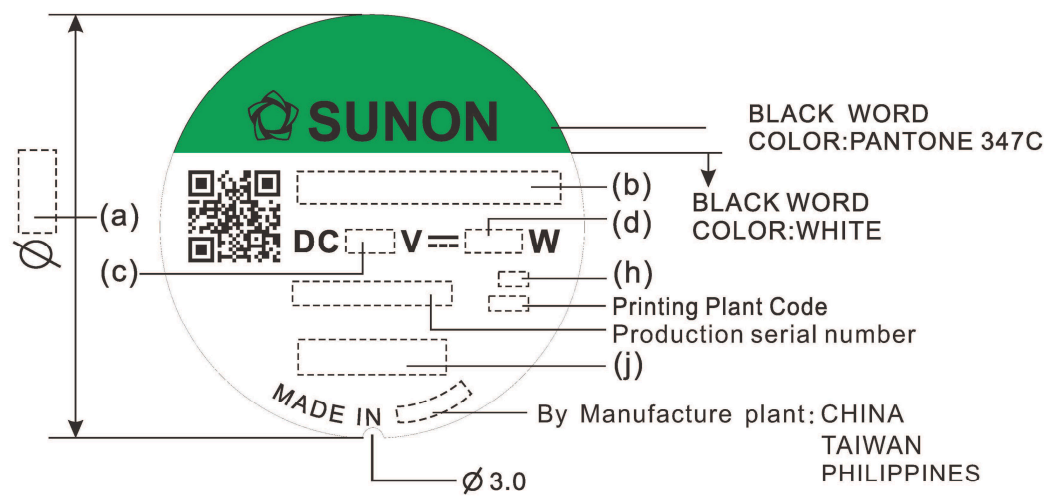 SUNON
BLACK WORD
COLOR:PANTONE 347C
(a)
(b)
BLACK WORD
COLOR:WHITE
DC V W
(d)
(c)
(h)
Printing Plant Code
Production serial number
(j)
MADE IN
By Manufacture plant: CHINA
TAIWAN
PHILIPPINES
Ø
Ø 3.0